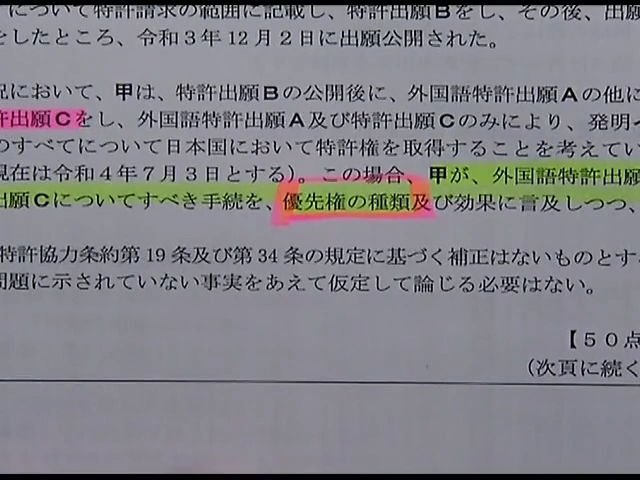 について特許請求の範囲に記載し、特許出願Bをし、その後、出願
をしたところ、令和3年12月2日に出願公開された。
況において、甲は、特許出願Bの公開後に、外国語特許出願Aの他に
許出願Cをし、外国語特許出願A及び特許出願Cのみにより、発明イ
のすべてについて日本国において特許権を取得することを考えてい
現在は令和4年7月3日とする)。この場合、甲が、外国語特許出願
出願Cについてすべき手続を、優先権の種類及び効果に言及しつつ、
特許協力条約第19条及び第34条の規定に基づく補正はないものとす
問題に示されていない事実をあえて仮定して論じる必要はない。
【50点
(次頁に続く